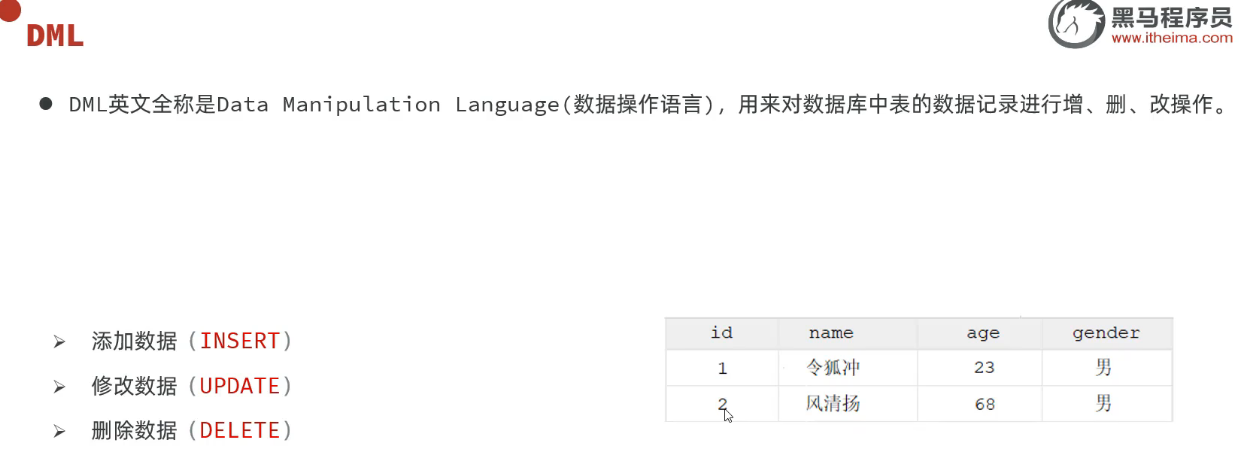 DML
黑马程序员
www.itheima.com
DML英文全称是Data Manipulation Language(数据操作语言)，用来对数据库中表的数据记录进行增、删、改操作。
添加数据（INSERT）
修改数据（UPDATE）
删除数据（DELETE）
id name age gender
1 令狐冲 23 男
2 风清扬 68 男